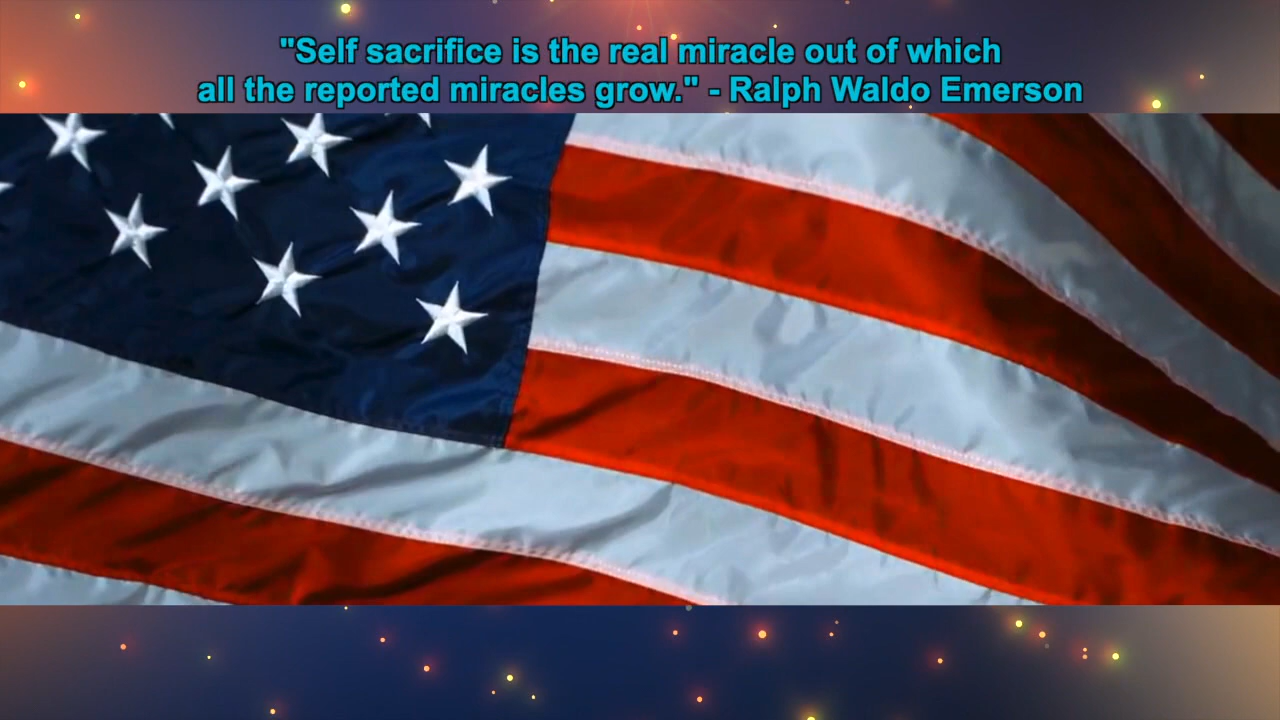 "Self sacrifice is the real miracle out of which
all the reported miracles grow." - Ralph Waldo Emerson